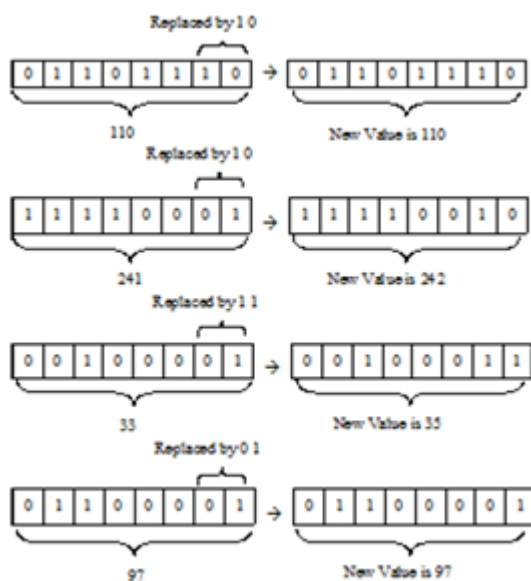 Replaced by 1 0
0 1 1 0 1 1 1 0 → 0 1 1 0 1 1 1 0
110 New Value is 110
Replaced by 1 0
1 1 1 1 0 0 0 1 → 1 1 1 1 0 0 1 0
241 New Value is 242
Replaced by 1 1
0 0 1 0 0 0 0 1 → 0 0 1 0 0 0 1 1
33 New Value is 35
Replaced by 0 1
0 1 1 0 0 0 0 1 → 0 1 1 0 0 0 0 1
97 New Value is 97